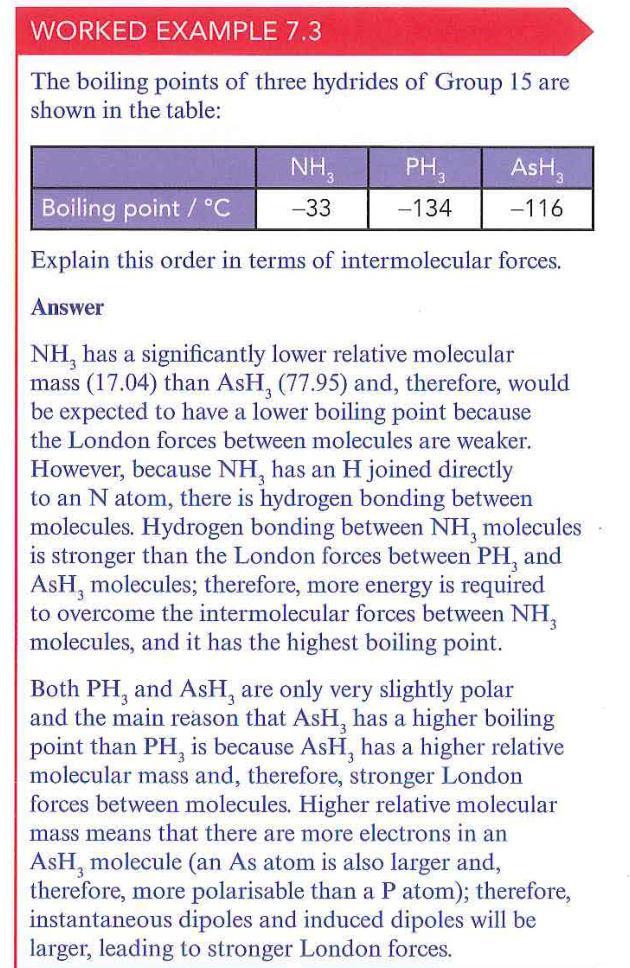 WORKED EXAMPLE 7.3
The boiling points of three hydrides of Group 15 are
shown in the table:
NH₃ PH₃ AsH₃
Boiling point / °C –33 –134 –116
Explain this order in terms of intermolecular forces.
Answer
NH₃ has a significantly lower relative molecular
mass (17.04) than AsH₃ (77.95) and, therefore, would
be expected to have a lower boiling point because
the London forces between molecules are weaker.
However, because NH₃ has an H joined directly
to an N atom, there is hydrogen bonding between
molecules. Hydrogen bonding between NH₃ molecules
is stronger than the London forces between PH₃ and
AsH₃ molecules; therefore, more energy is required
to overcome the intermolecular forces between NH₃
molecules, and it has the highest boiling point.
Both PH₃ and AsH₃ are only very slightly polar
and the main reason that AsH₃ has a higher boiling
point than PH₃ is because AsH₃ has a higher relative
molecular mass and, therefore, stronger London
forces between molecules. Higher relative molecular
mass means that there are more electrons in an
AsH₃ molecule (an As atom is also larger and,
therefore, more polarisable than a P atom); therefore,
instantaneous dipoles and induced dipoles will be
larger, leading to stronger London forces.